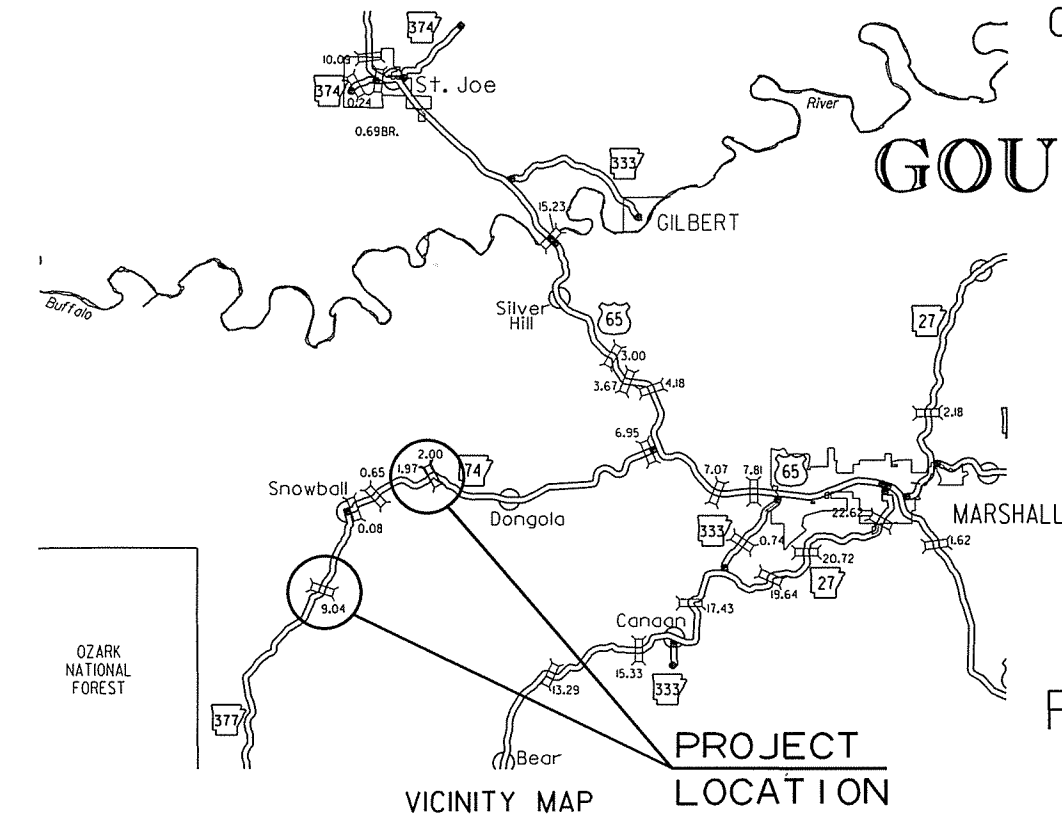 374
10.09
374
St. Joe
0.24
0.69BR.
River
GOU
333
15.23
GILBERT
Buffalo
Silver
Hill
65
27
3.00
3.67
4.18
2.18
6.95
2.00
1.97
74
0.65
Snowball
0.08
Dongola
7.07
7.81
65
22.62
MARSHALL
333
0.74
20.72
1.62
27
19.64
9.04
17.43
Canaan
15.33
13.29
333
OZARK
NATIONAL
FOREST
377
Bear
PROJECT
LOCATION
VICINITY MAP